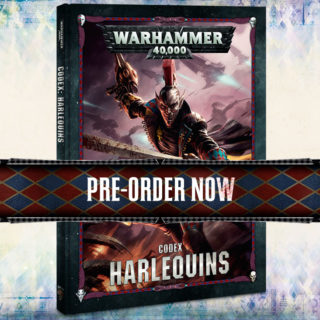 WARHAMMER
40,000
CODEX: HARLEQUINS
PRE-ORDER NOW
CODEX
HARLEQUINS